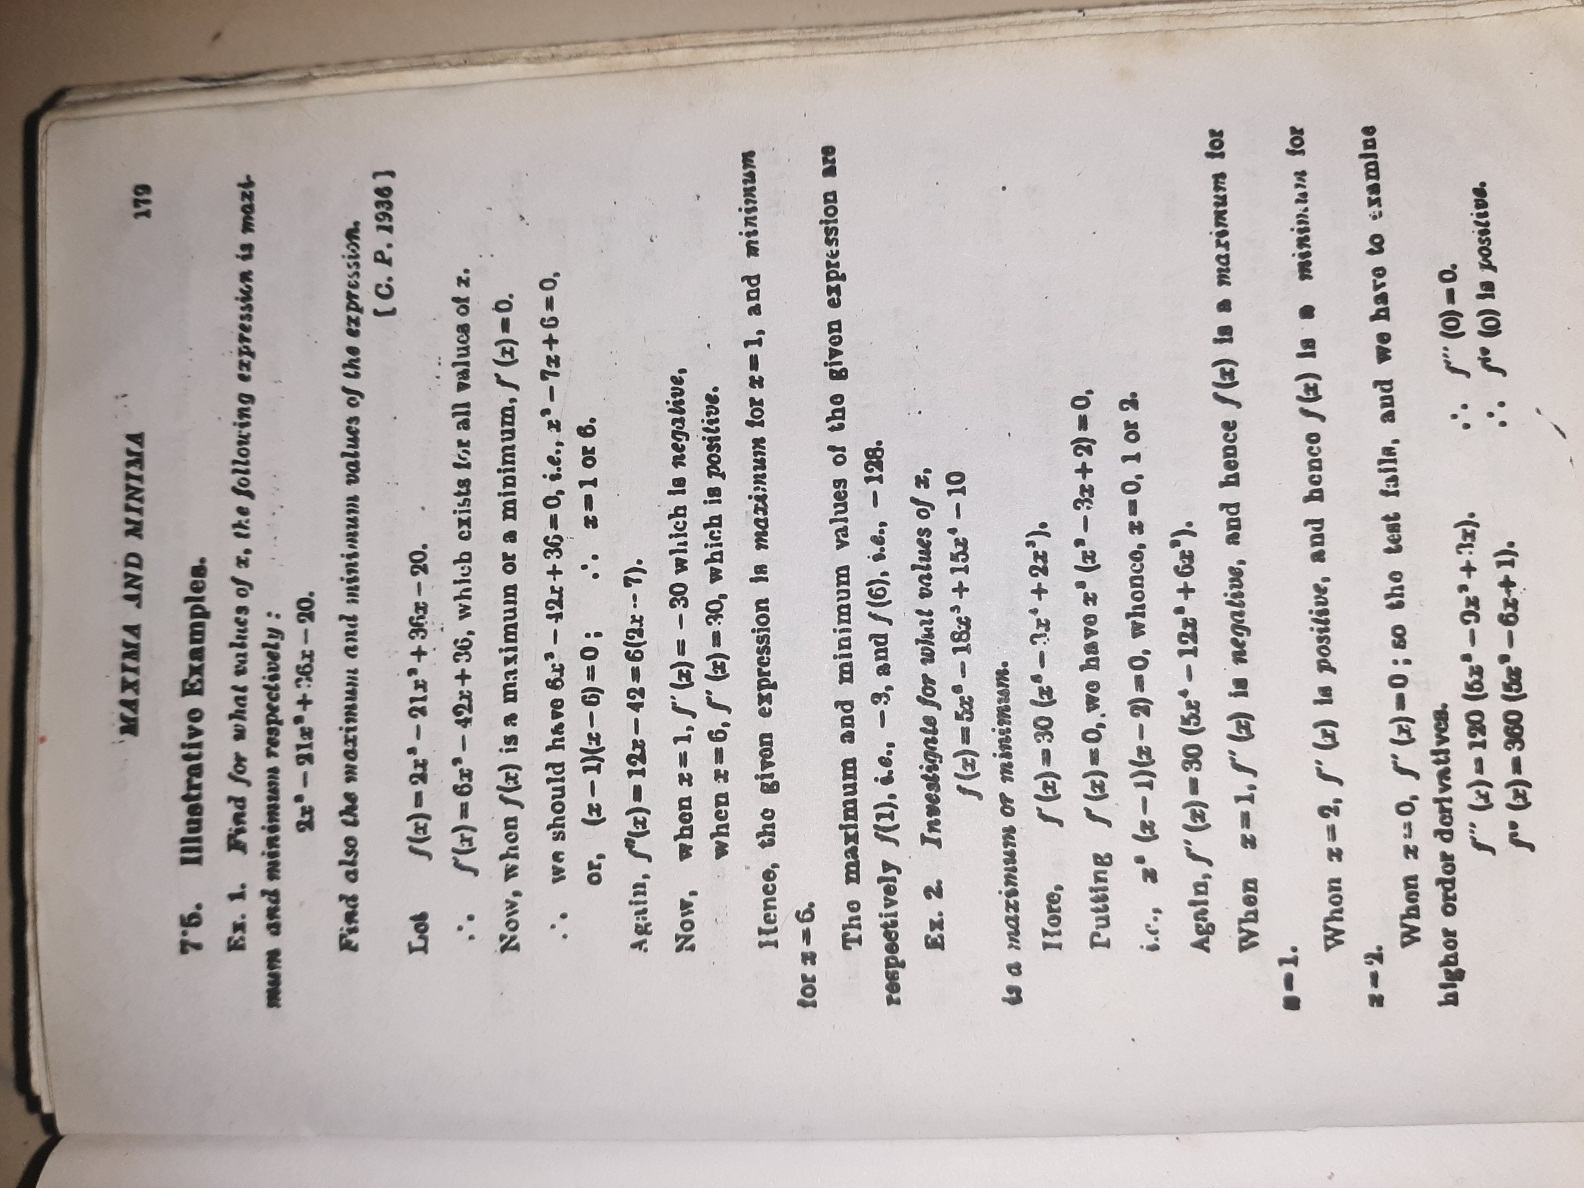 MAXIMA AND MINIMA 179
7'5. Illustrative Examples.
Ex. 1. Find for what values of x, the following expression is maxi-
mum and minimum respectively :
2x³ − 21x² + 36x − 20.
Find also the maximum and minimum values of the expression.
[ C. P. 1936 ]
Let f(x) = 2x³ − 21x² + 36x − 20.
∴ f′(x) = 6x² − 42x + 36, which exists for all values of x.
Now, when f(x) is a maximum or a minimum, f′(x) = 0.
∴ we should have 6x² − 42x + 36 = 0, i.e., x² − 7x + 6 = 0,
or, (x − 1)(x − 6) = 0 ; ∴ x = 1 or 6.
Again, f″(x) = 12x − 42 = 6(2x − 7).
Now, when x = 1, f″(x) = − 30 which is negative,
when x = 6, f″(x) = 30, which is positive.
Hence, the given expression is maximum for x = 1, and minimum
for x = 6.
The maximum and minimum values of the given expression are
respectively f(1), i.e., −3, and f(6), i.e., −128.
Ex. 2. Investigate for what values of x,
f(x) = 5x⁶ − 18x⁵ + 15x⁴ − 10
is a maximum or minimum.
Here, f′(x) = 30 (x⁵ − 3x⁴ + 2x³).
Putting f′(x) = 0, we have x³ (x² − 3x + 2) = 0,
i.e., x³ (x − 1)(x − 2) = 0, whence, x = 0, 1 or 2.
Again, f″(x) = 30 (5x⁴ − 12x³ + 6x²).
When x = 1, f″(x) is negative, and hence f(x) is a maximum for
x = 1.
When x = 2, f″(x) is positive, and hence f(x) is a minimum for
x = 2.
When x = 0, f″(x) = 0 ; so the test fails, and we have to examine
higher order derivatives.
f‴(x) = 120 (5x³ − 9x² + 3x). ∴ f‴(0) = 0.
fⁱᵛ(x) = 360 (5x² − 6x + 1). ∴ fⁱᵛ(0) is positive.